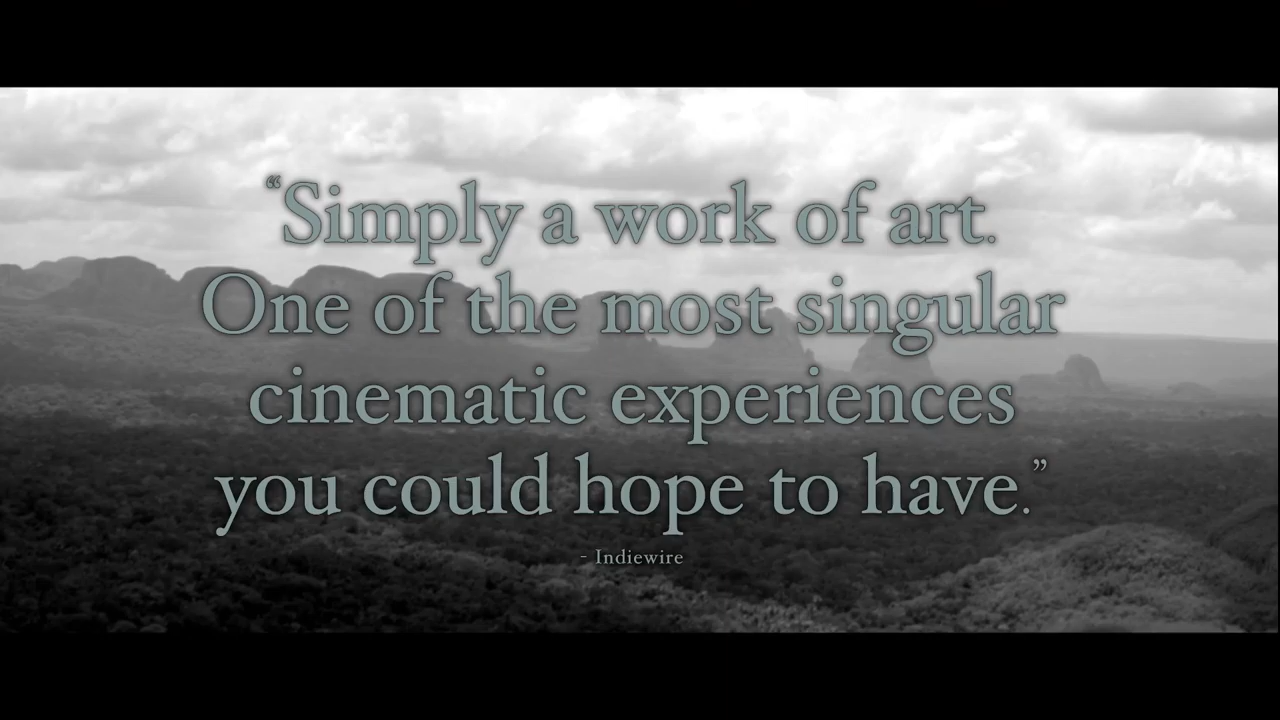 “Simply a work of art.
One of the most singular
cinematic experiences
you could hope to have.”
- Indiewire